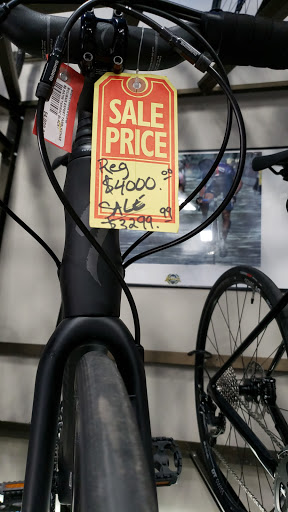 SALE
PRICE
Reg
$4000.00
SALE
$3299.99